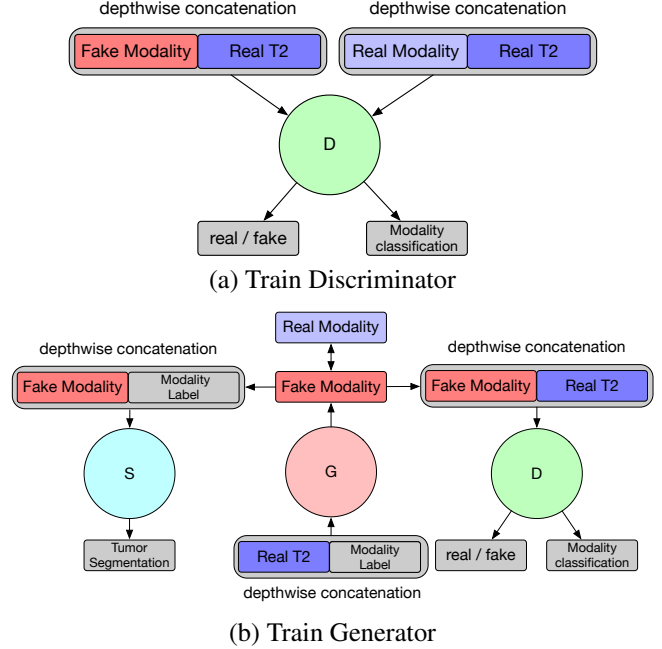 depthwise concatenation
depthwise concatenation
Fake Modality
Real T2
Real Modality
Real T2
D
real / fake
Modality
classification
(a) Train Discriminator
Real Modality
depthwise concatenation
depthwise concatenation
Fake Modality
Modality
Label
Fake Modality
Fake Modality
Real T2
S
G
D
Tumor
Segmentation
Real T2
Modality
Label
real / fake
Modality
classification
depthwise concatenation
(b) Train Generator